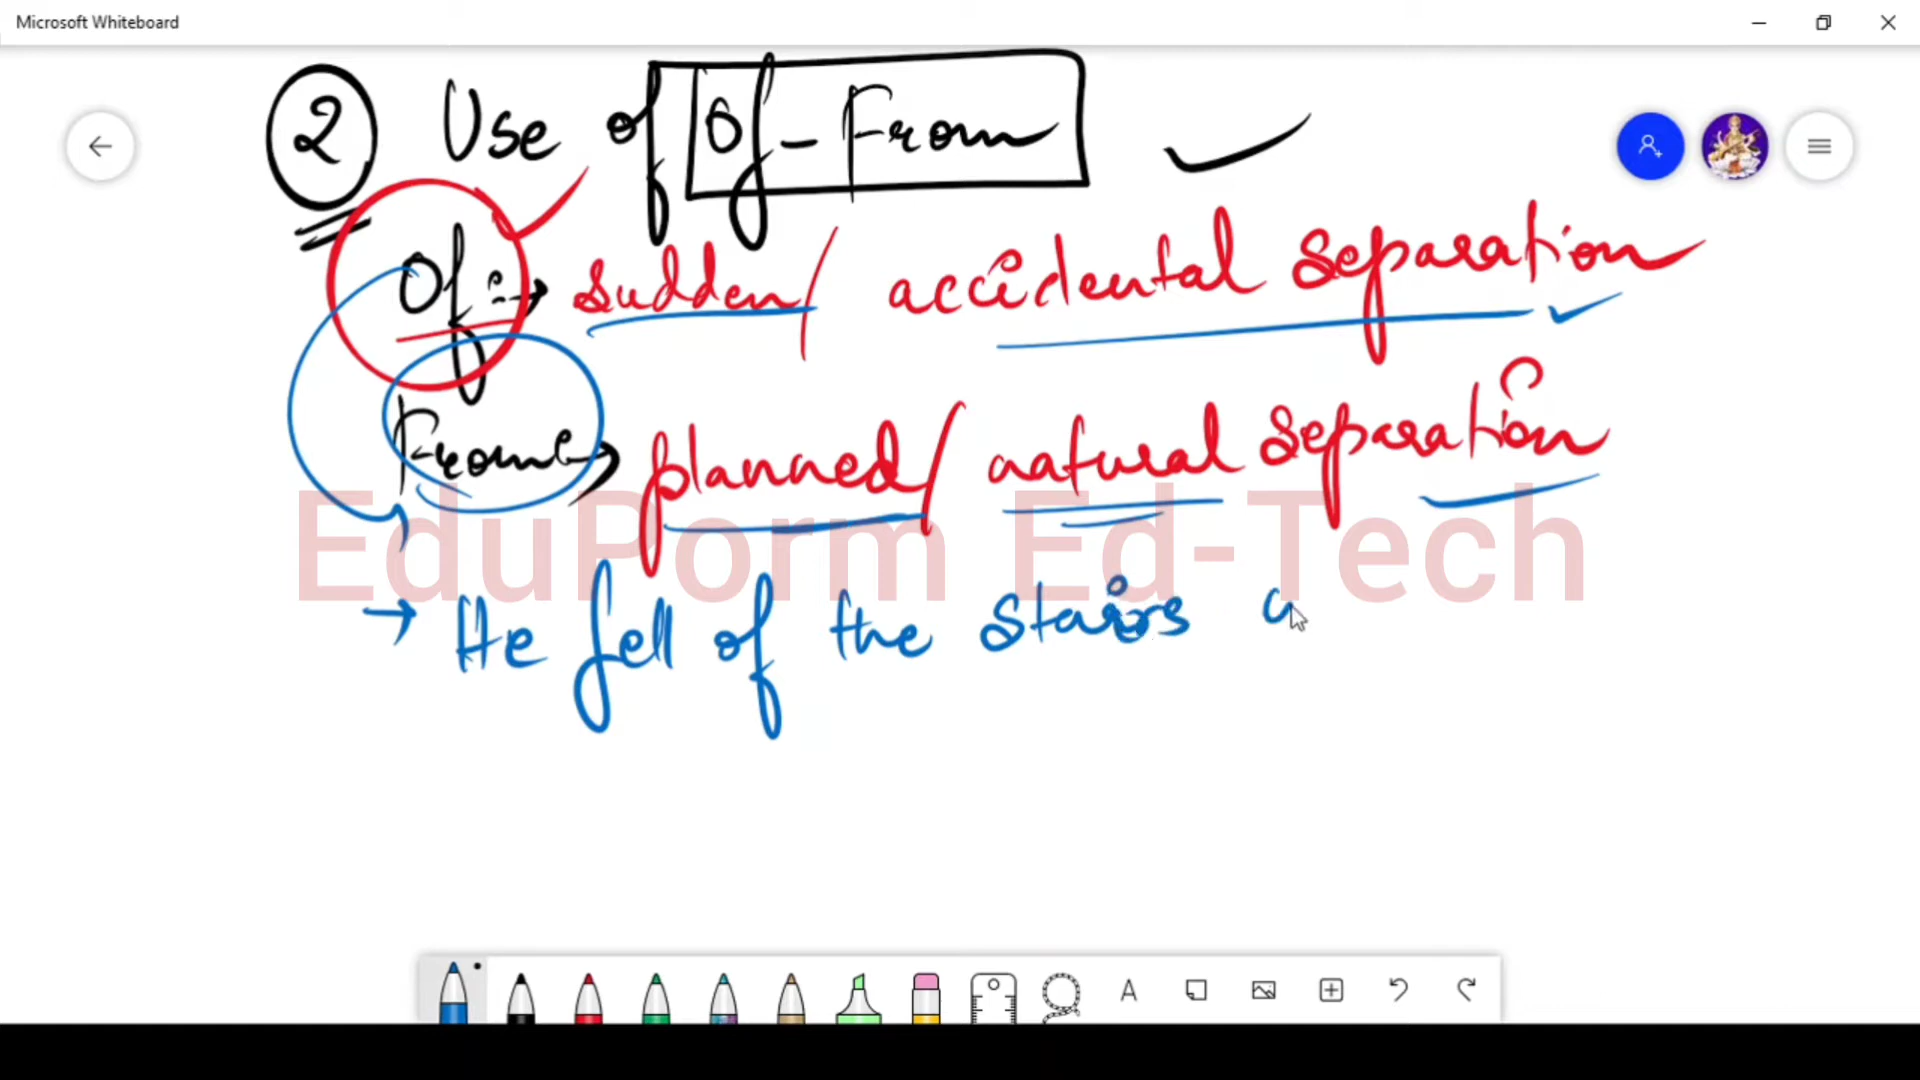 Microsoft Whiteboard
2 Use of Of - From
Of :→ sudden / accidental separation
From :→ planned / natural separation
EduPorm Ed-Tech
→ He fell of the stairs a
A